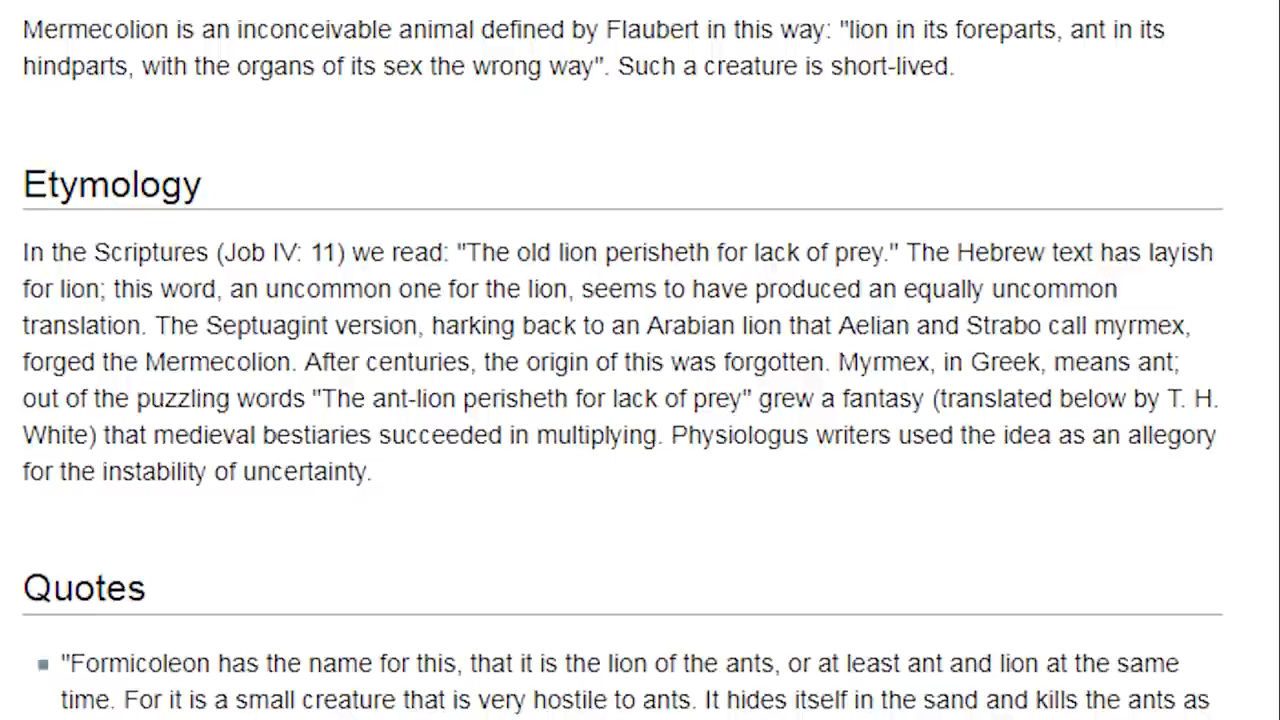 Mermecolion is an inconceivable animal defined by Flaubert in this way: "lion in its foreparts, ant in its
hindparts, with the organs of its sex the wrong way". Such a creature is short-lived.
Etymology
In the Scriptures (Job IV: 11) we read: "The old lion perisheth for lack of prey." The Hebrew text has layish
for lion; this word, an uncommon one for the lion, seems to have produced an equally uncommon
translation. The Septuagint version, harking back to an Arabian lion that Aelian and Strabo call myrmex,
forged the Mermecolion. After centuries, the origin of this was forgotten. Myrmex, in Greek, means ant;
out of the puzzling words "The ant-lion perisheth for lack of prey" grew a fantasy (translated below by T. H.
White) that medieval bestiaries succeeded in multiplying. Physiologus writers used the idea as an allegory
for the instability of uncertainty.
Quotes
"Formicoleon has the name for this, that it is the lion of the ants, or at least ant and lion at the same
time. For it is a small creature that is very hostile to ants. It hides itself in the sand and kills the ants as